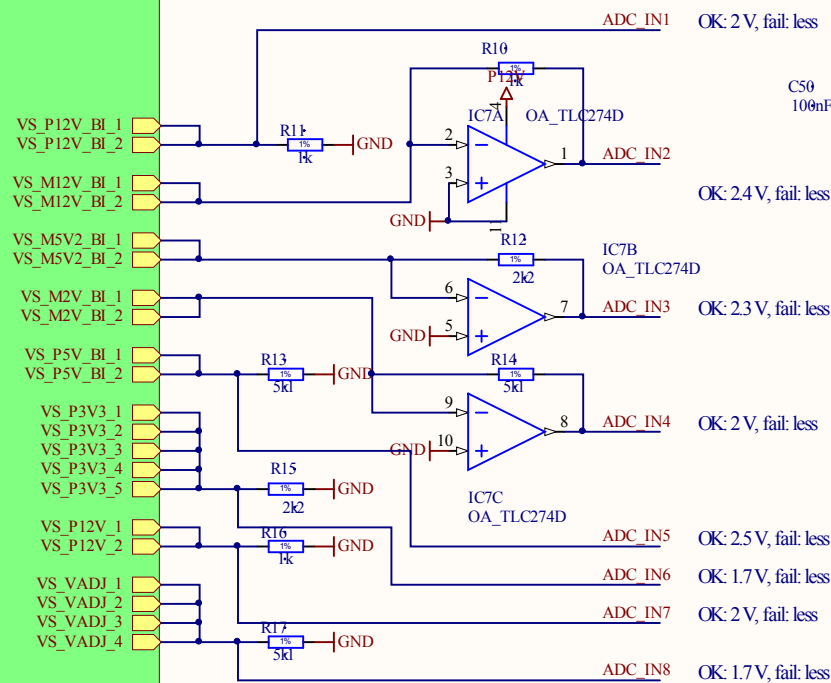 ADC_IN1 OK: 2 V, fail: less
R10
1%
1k
P12V
C50
100nF
4
IC7A OA_TLC274D
VS_P12V_BI_1
R11
2
VS_P12V_BI_2 1% GND
1k
1 ADC_IN2
3
VS_M12V_BI_1
OK: 2.4 V, fail: less
VS_M12V_BI_2
GND
11
VS_M5V2_BI_1 R12
IC7B
VS_M5V2_BI_2 1%
OA_TLC274D
2k2
VS_M2V_BI_1 6
7 ADC_IN3 OK: 2.3 V, fail: less
VS_M2V_BI_2
GND 5
VS_P5V_BI_1 R13 R14
VS_P5V_BI_2 1% GND 1%
5k1 5k1
9
VS_P3V3_1
8 ADC_IN4 OK: 2 V, fail: less
VS_P3V3_2
VS_P3V3_3 GND 10
VS_P3V3_4 R15
VS_P3V3_5 1% GND
2k2
IC7C
OA_TLC274D
VS_P12V_1 R16
VS_P12V_2 1% GND
1k
ADC_IN5 OK: 2.5 V, fail: less
ADC_IN6 OK: 1.7 V, fail: less
VS_VADJ_1
VS_VADJ_2
ADC_IN7 OK: 2 V, fail: less
VS_VADJ_3 R17
VS_VADJ_4 1% GND
5k1
ADC_IN8 OK: 1.7 V, fail: less